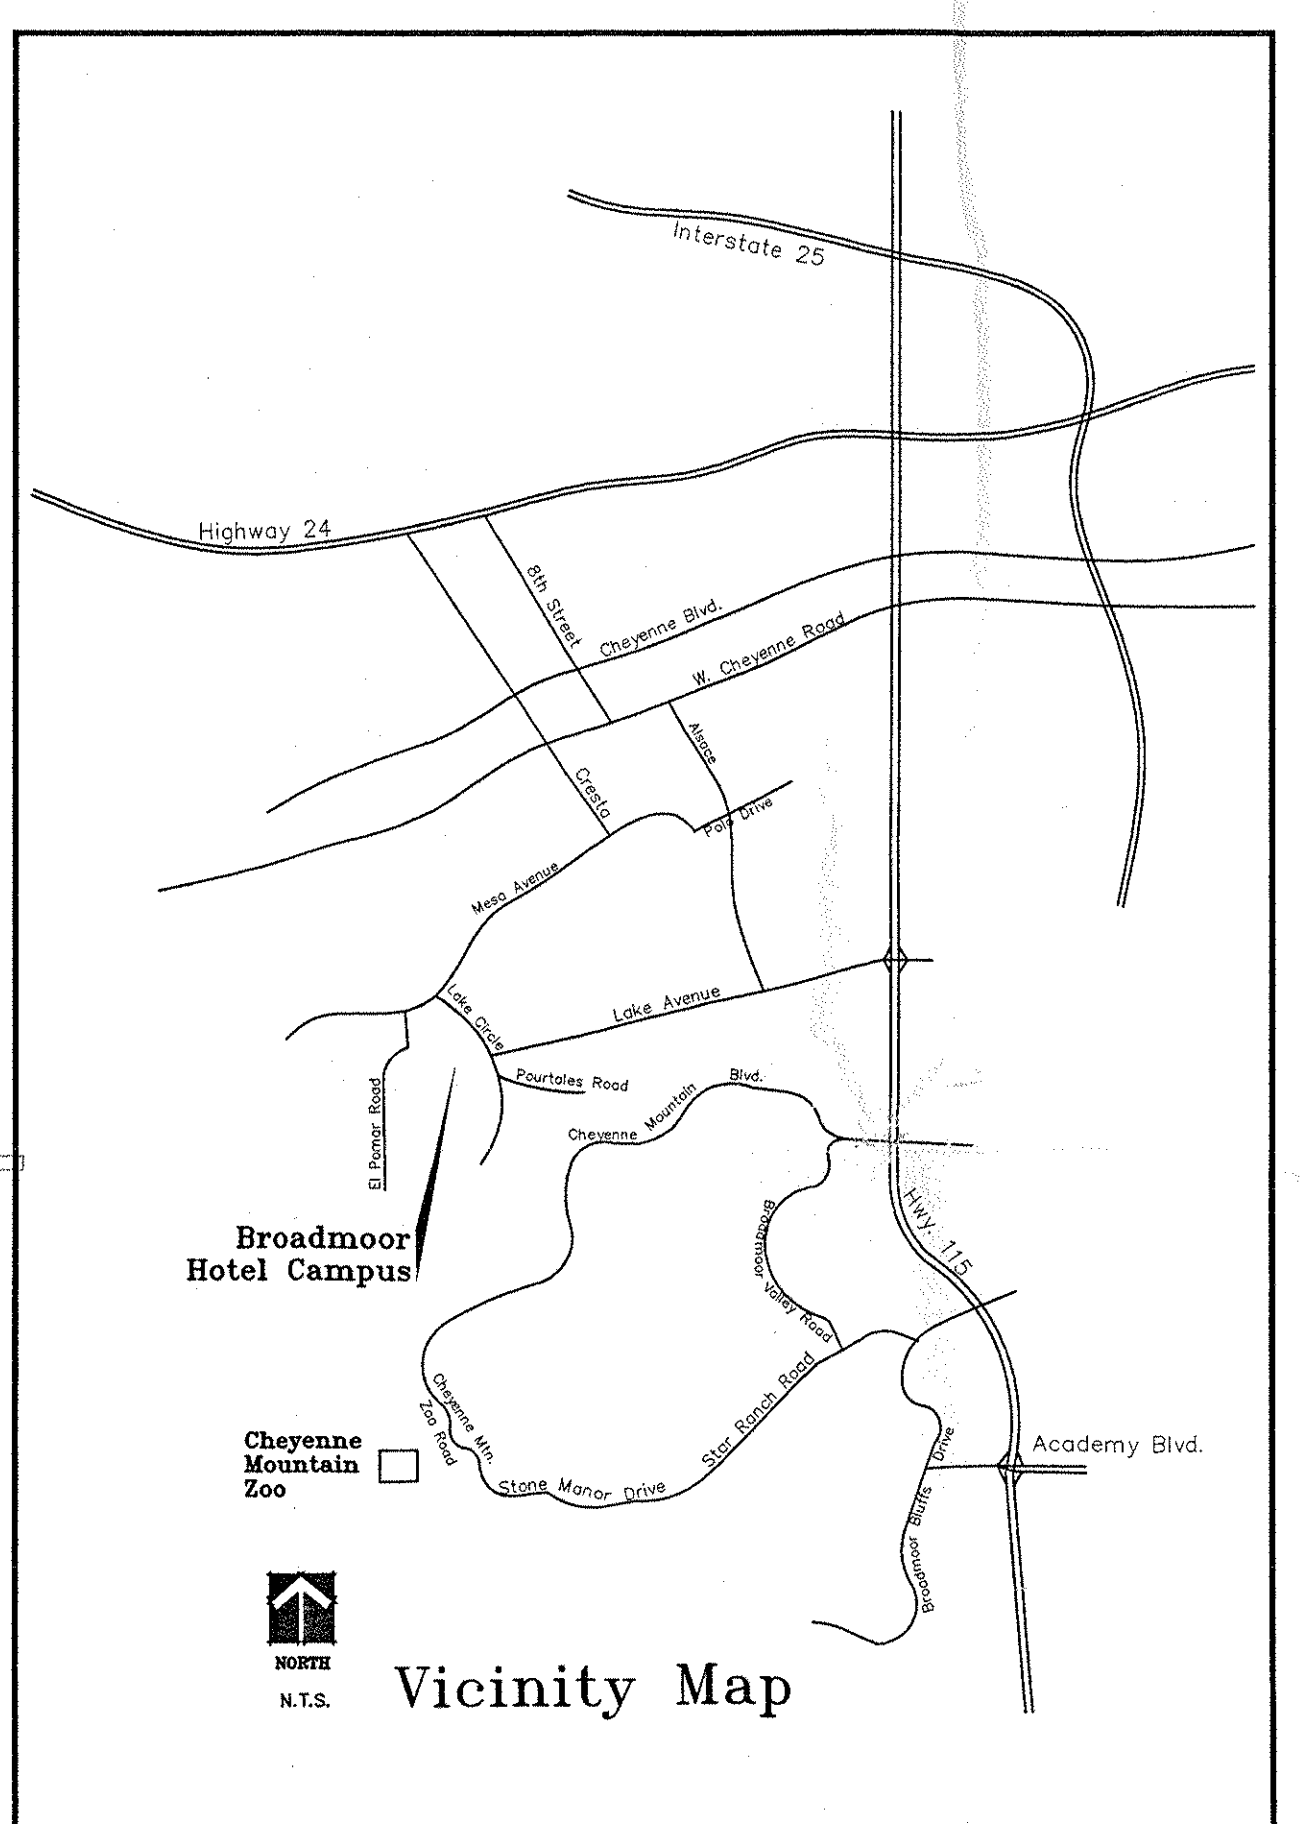 Interstate 25
Highway 24
8th Street
Cheyenne Blvd.
W. Cheyenne Road
Alsace
Cresta
Polo Drive
Mesa Avenue
Lake Circle
Lake Avenue
Pourtales Road
El Pomar Road
Cheyenne Mountain Blvd.
Hwy. 115
Broadmoor Valley Road
Broadmoor
Hotel Campus
Star Ranch Road
Cheyenne Mtn.
Zoo Road
Stone Manor Drive
Cheyenne
Mountain
Zoo
Academy Blvd.
Broadmoor Bluffs Drive
NORTH
N.T.S.
Vicinity Map